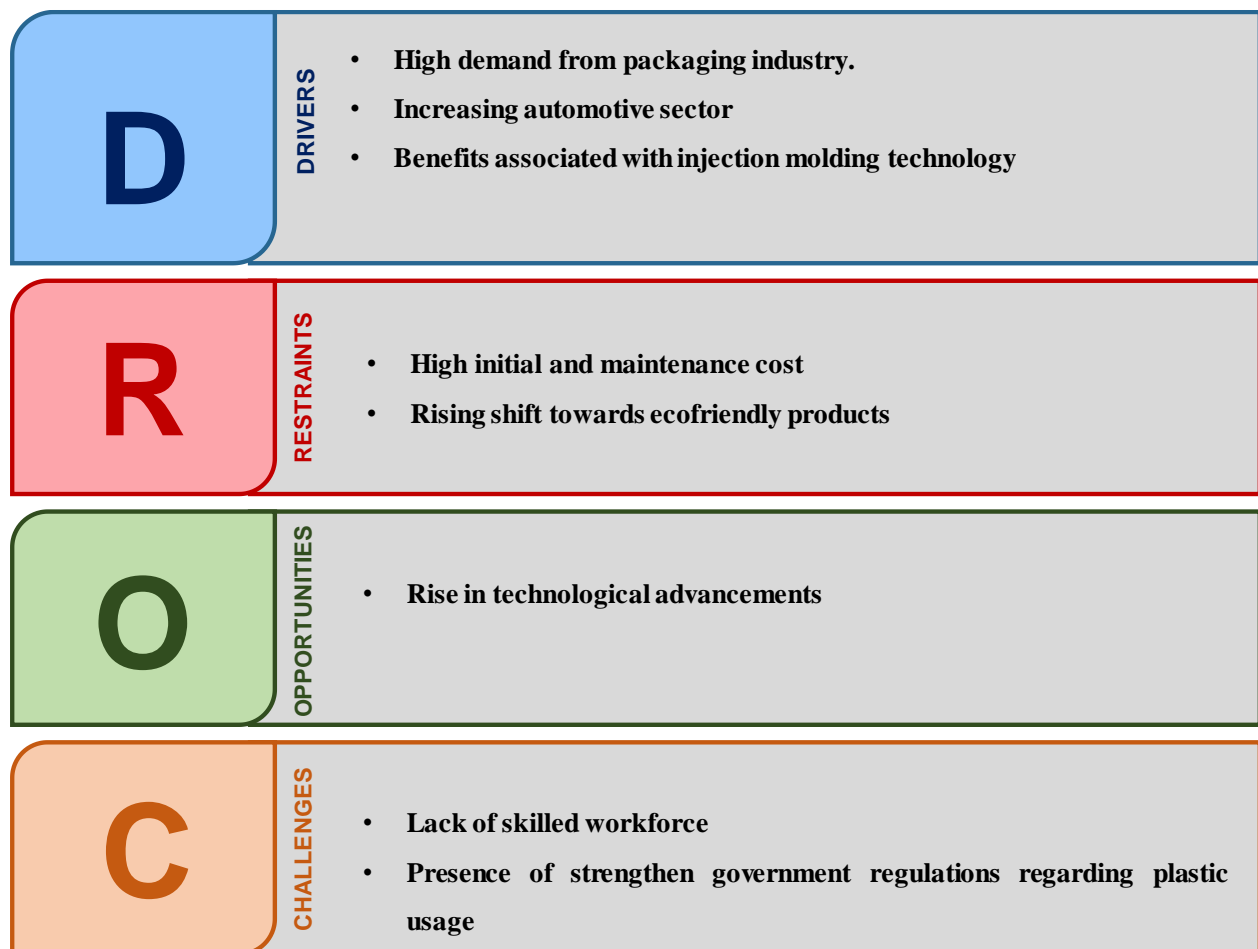 D
DRIVERS
• High demand from packaging industry.
• Increasing automotive sector
• Benefits associated with injection molding technology
R
RESTRAINTS
• High initial and maintenance cost
• Rising shift towards ecofriendly products
O
OPPORTUNITIES
• Rise in technological advancements
C
CHALLENGES
• Lack of skilled workforce
• Presence of strengthen government regulations regarding plastic
usage